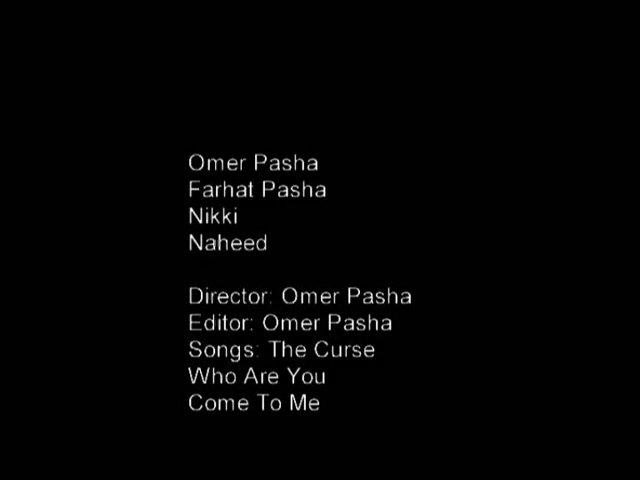 Omer Pasha
Farhat Pasha
Nikki
Naheed
Director: Omer Pasha
Editor: Omer Pasha
Songs: The Curse
Who Are You
Come To Me